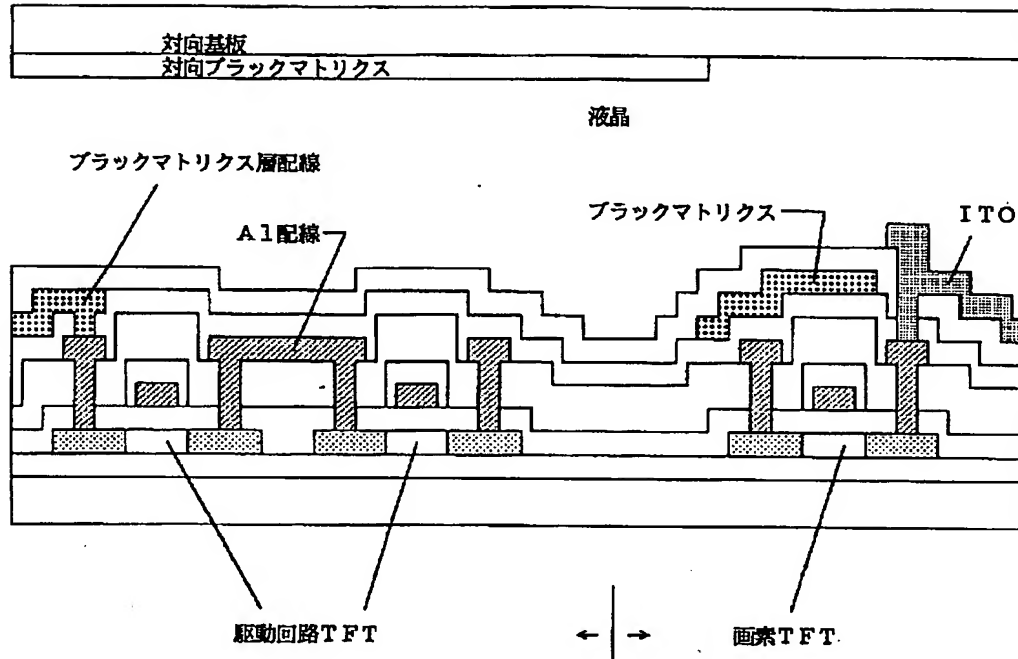 対向基板
対向ブラックマトリクス
液晶
ブラックマトリクス層配線
ブラックマトリクス
ITO
Al配線
駆動回路TFT
← →
画素TFT